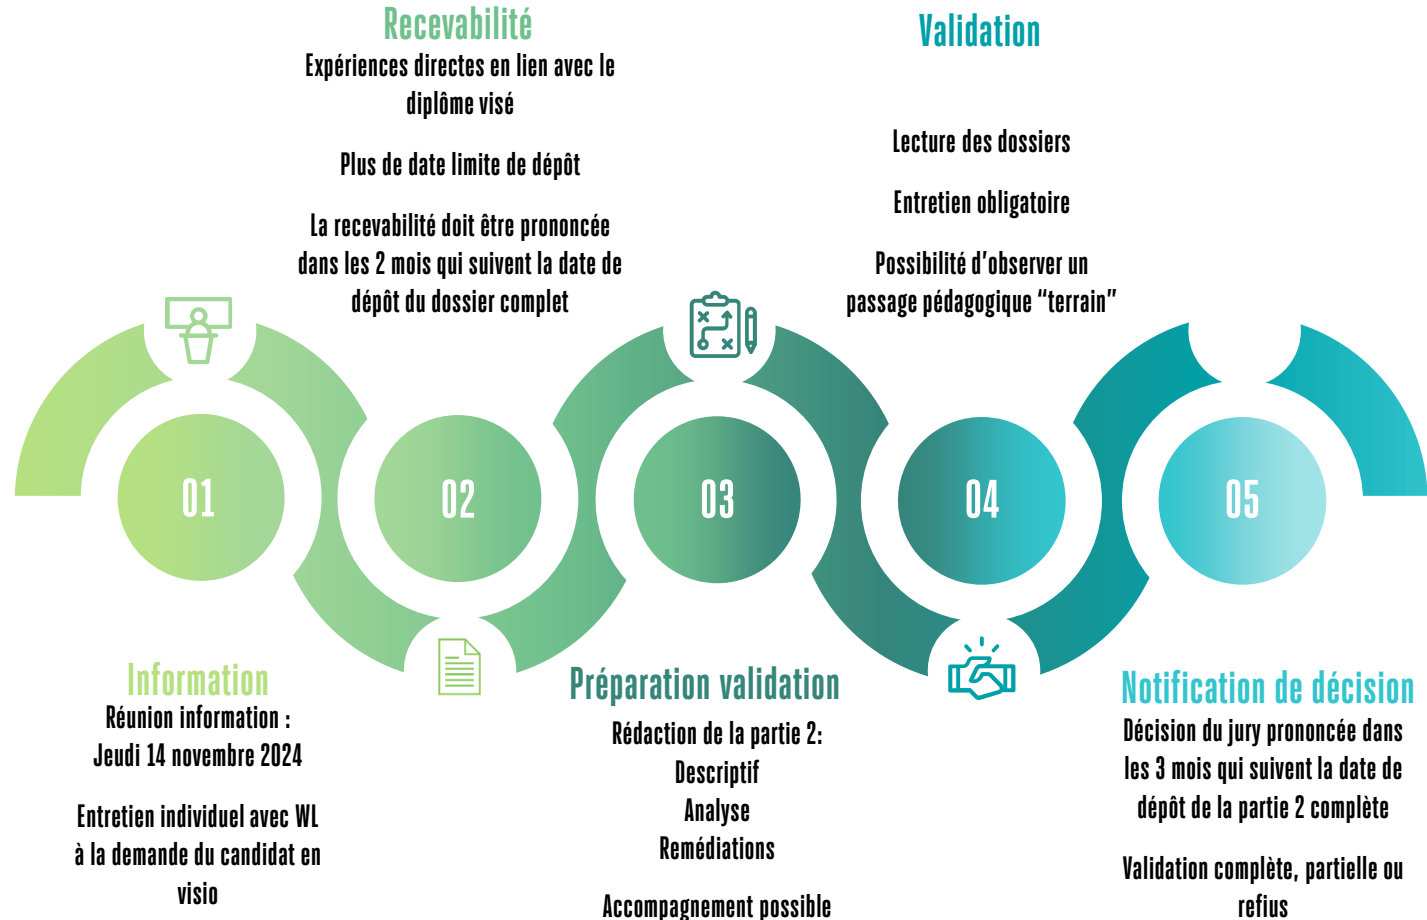 Recevabilité
Expériences directes en lien avec le
diplôme visé
Plus de date limite de dépôt
La recevabilité doit être prononcée
dans les 2 mois qui suivent la date de
dépôt du dossier complet
Validation
Lecture des dossiers
Entretien obligatoire
Possibilité d'observer un
passage pédagogique “terrain”
01
02
03
04
05
Information
Réunion information :
Jeudi 14 novembre 2024
Entretien individuel avec WL
à la demande du candidat en
visio
Préparation validation
Rédaction de la partie 2:
Descriptif
Analyse
Remédiations
Accompagnement possible
Notification de décision
Décision du jury prononcée dans
les 3 mois qui suivent la date de
dépôt de la partie 2 complète
Validation complète, partielle ou
refius